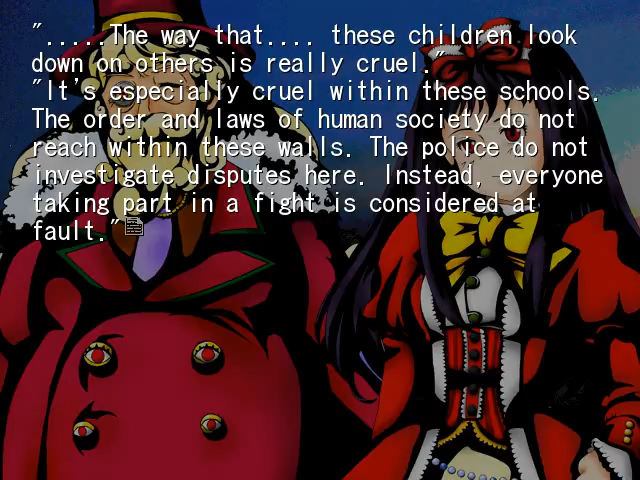 ".....The way that.... these children look
down on others is really cruel."
"It's especially cruel within these schools.
The order and laws of human society do not
reach within these walls. The police do not
investigate disputes here. Instead, everyone
taking part in a fight is considered at
fault."